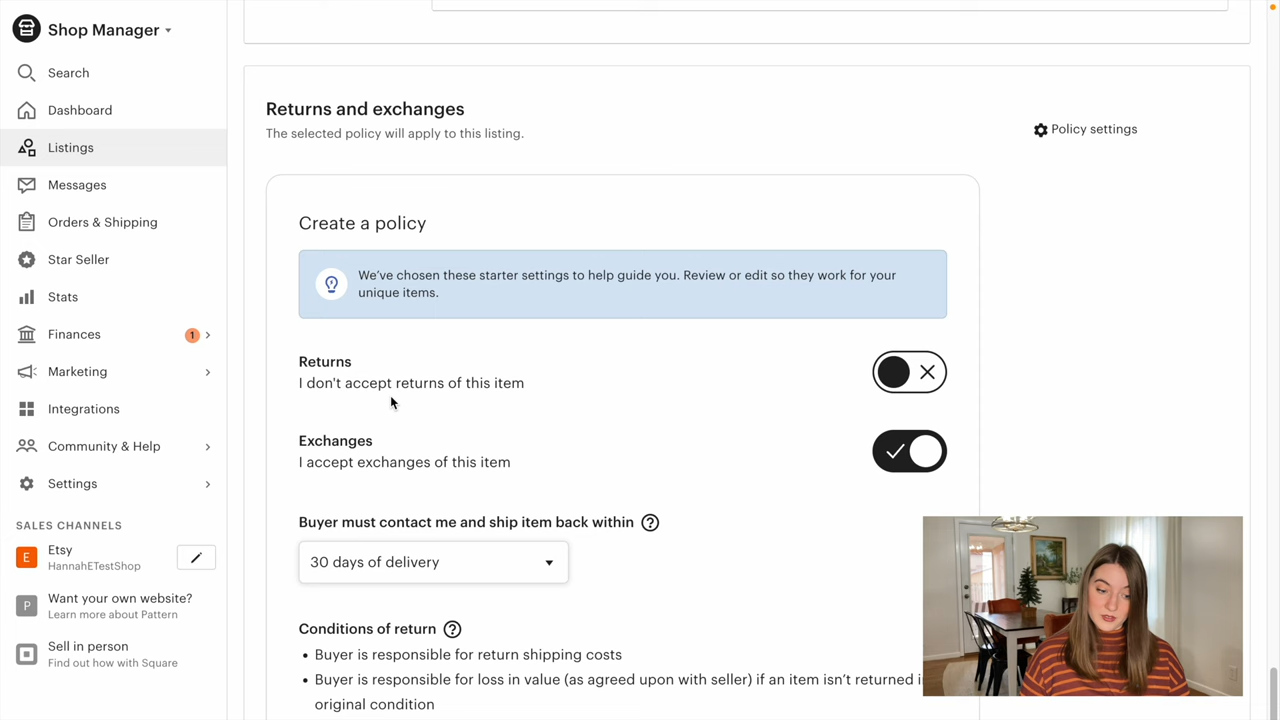 Shop Manager
Search
Dashboard
Listings
Messages
Orders & Shipping
Star Seller
Stats
Finances
1
Marketing
Integrations
Community & Help
Settings
SALES CHANNELS
E
Etsy
HannahETestShop
P
Want your own website?
Learn more about Pattern
Sell in person
Find out how with Square
Returns and exchanges
The selected policy will apply to this listing.
Policy settings
Create a policy
We've chosen these starter settings to help guide you. Review or edit so they work for your
unique items.
Returns
I don't accept returns of this item
Exchanges
I accept exchanges of this item
Buyer must contact me and ship item back within ?
30 days of delivery
Conditions of return ?
• Buyer is responsible for return shipping costs
• Buyer is responsible for loss in value (as agreed upon with seller) if an item isn't returned i
original condition